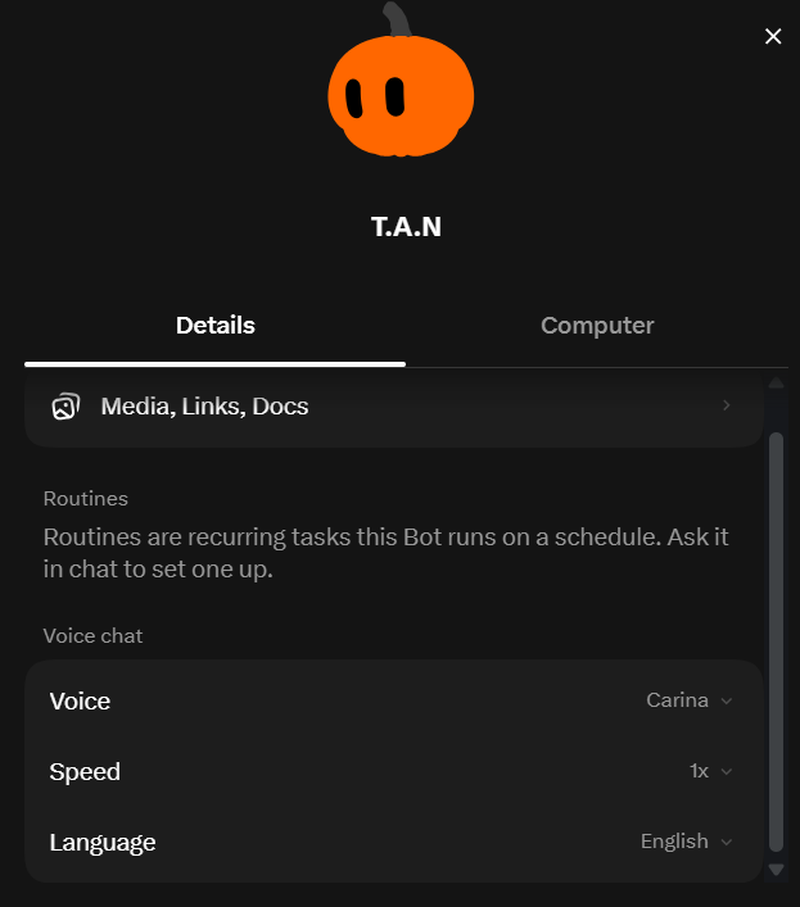 T.A.N
Details
Computer
Media, Links, Docs
Routines
Routines are recurring tasks this Bot runs on a schedule. Ask it
in chat to set one up.
Voice chat
Voice
Carina
Speed
1x
Language
English